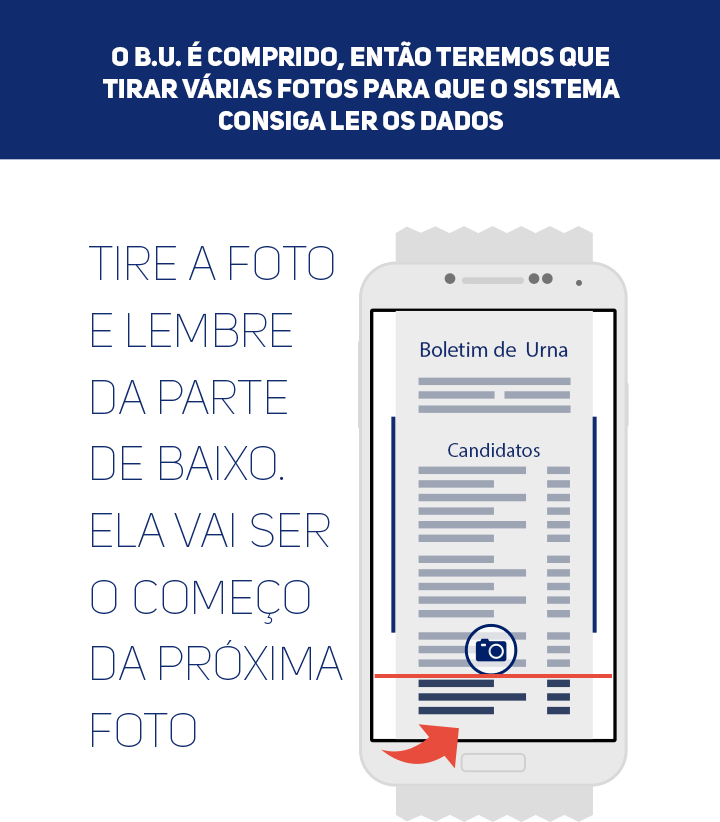 O B.U. É COMPRIDO, ENTÃO TEREMOS QUE
TIRAR VÁRIAS FOTOS PARA QUE O SISTEMA
CONSIGA LER OS DADOS
TIRE A FOTO
E LEMBRE
DA PARTE
DE BAIXO.
ELA VAI SER
O COMEÇO
DA PRÓXIMA
FOTO
Boletim de Urna
Candidatos